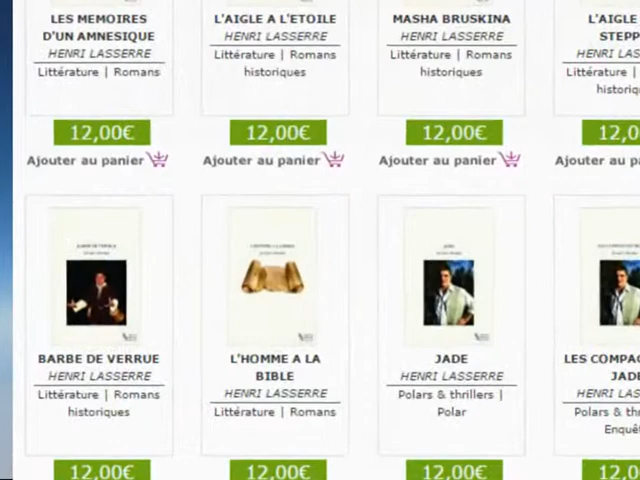 LES MEMOIRES
D'UN AMNESIQUE
HENRI LASSERRE
Littérature | Romans
L'AIGLE A L'ETOILE
HENRI LASSERRE
Littérature | Romans
historiques
MASHA BRUSKINA
HENRI LASSERRE
Littérature | Romans
historiques
L'AIGLE
STEPP
HENRI LAS
Littérature |
historiq
12,00€
12,00€
12,00€
12,0
Ajouter au panier
Ajouter au panier
Ajouter au panier
Ajouter au pa
BARBE DE VERRUE
HENRI LASSERRE
Littérature | Romans
historiques
L'HOMME A LA
BIBLE
HENRI LASSERRE
Littérature | Romans
JADE
HENRI LASSERRE
Polars & thrillers |
Polar
LES COMPAG
JADE
HENRI LAS
Polars & thr
Enquêt
12,00€
12,00€
12,00€
12,0